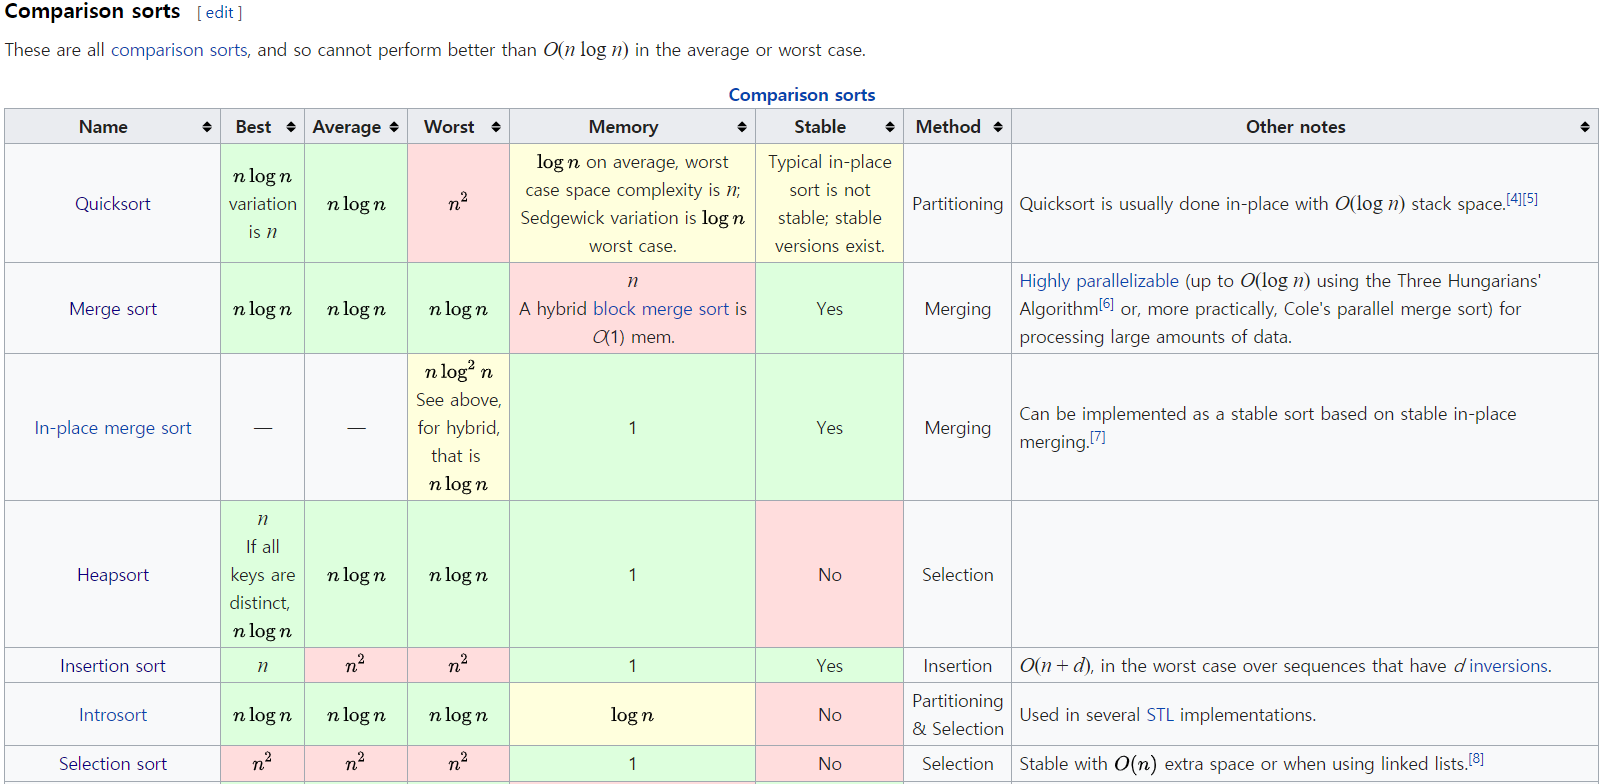 Comparison sorts [ edit ]
These are all comparison sorts, and so cannot perform better than O(n log n) in the average or worst case.
Comparison sorts
Name Best Average Worst Memory Stable Method Other notes
Quicksort
n log n
variation
is n
n log n
n²
log n on average, worst
case space complexity is n;
Sedgewick variation is log n
worst case.
Typical in-place
sort is not
stable; stable
versions exist.
Partitioning
Quicksort is usually done in-place with O(log n) stack space.[4][5]
Merge sort
n log n
n log n
n log n
n
A hybrid block merge sort is
O(1) mem.
Yes
Merging
Highly parallelizable (up to O(log n) using the Three Hungarians'
Algorithm[6] or, more practically, Cole's parallel merge sort) for
processing large amounts of data.
In-place merge sort
—
—
n log² n
See above,
for hybrid,
that is
n log n
1
Yes
Merging
Can be implemented as a stable sort based on stable in-place
merging.[7]
Heapsort
n
If all
keys are
distinct,
n log n
n log n
n log n
1
No
Selection
Insertion sort
n
n²
n²
1
Yes
Insertion
O(n + d), in the worst case over sequences that have d inversions.
Introsort
n log n
n log n
n log n
log n
No
Partitioning
& Selection
Used in several STL implementations.
Selection sort
n²
n²
n²
1
No
Selection
Stable with O(n) extra space or when using linked lists.[8]